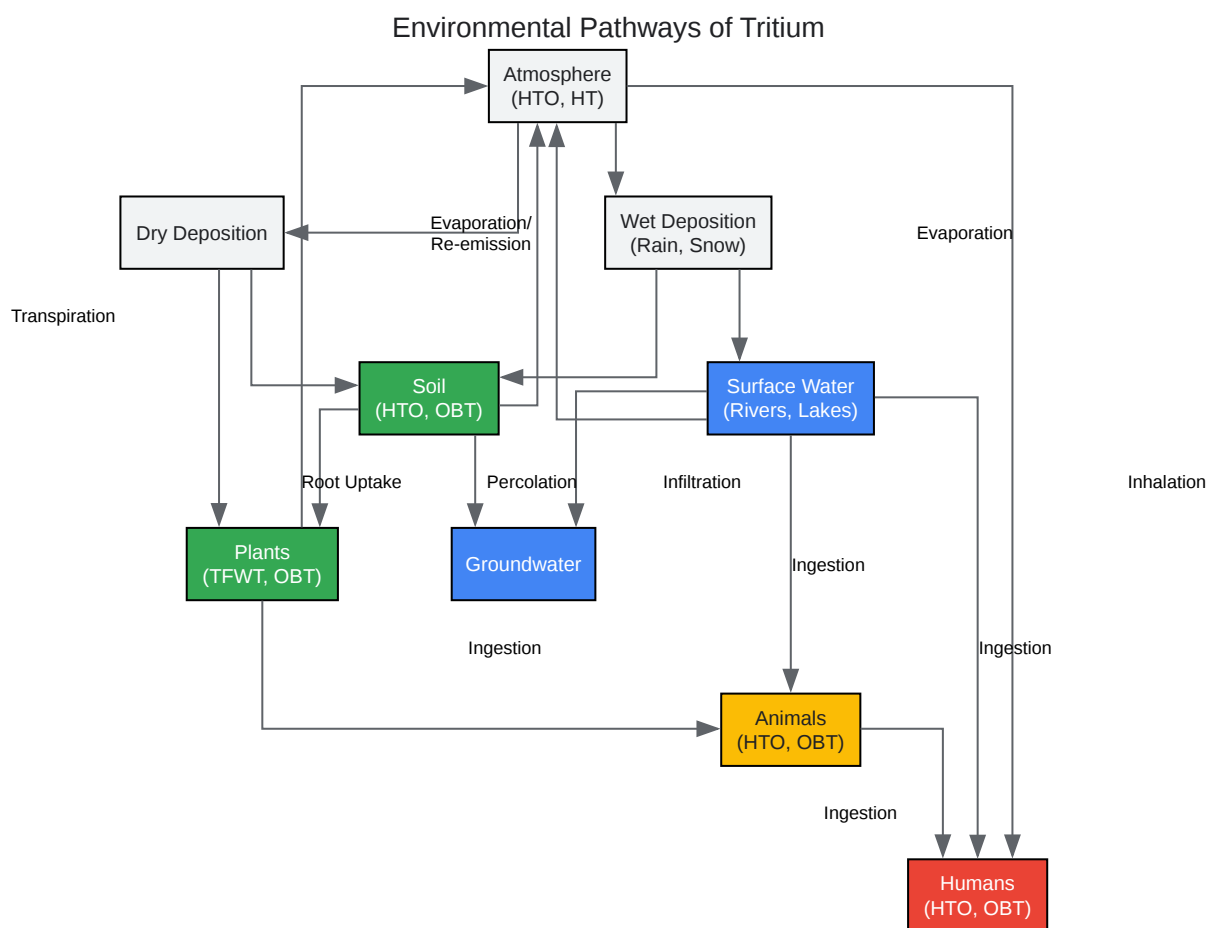 Environmental Pathways of Tritium
Atmosphere
(HTO, HT)
Dry Deposition
Evaporation/
Re-emission
Wet Deposition
(Rain, Snow)
Evaporation
Transpiration
Soil
(HTO, OBT)
Surface Water
(Rivers, Lakes)
Root Uptake
Percolation
Infiltration
Inhalation
Plants
(TFWT, OBT)
Groundwater
Ingestion
Ingestion
Ingestion
Animals
(HTO, OBT)
Ingestion
Humans
(HTO, OBT)